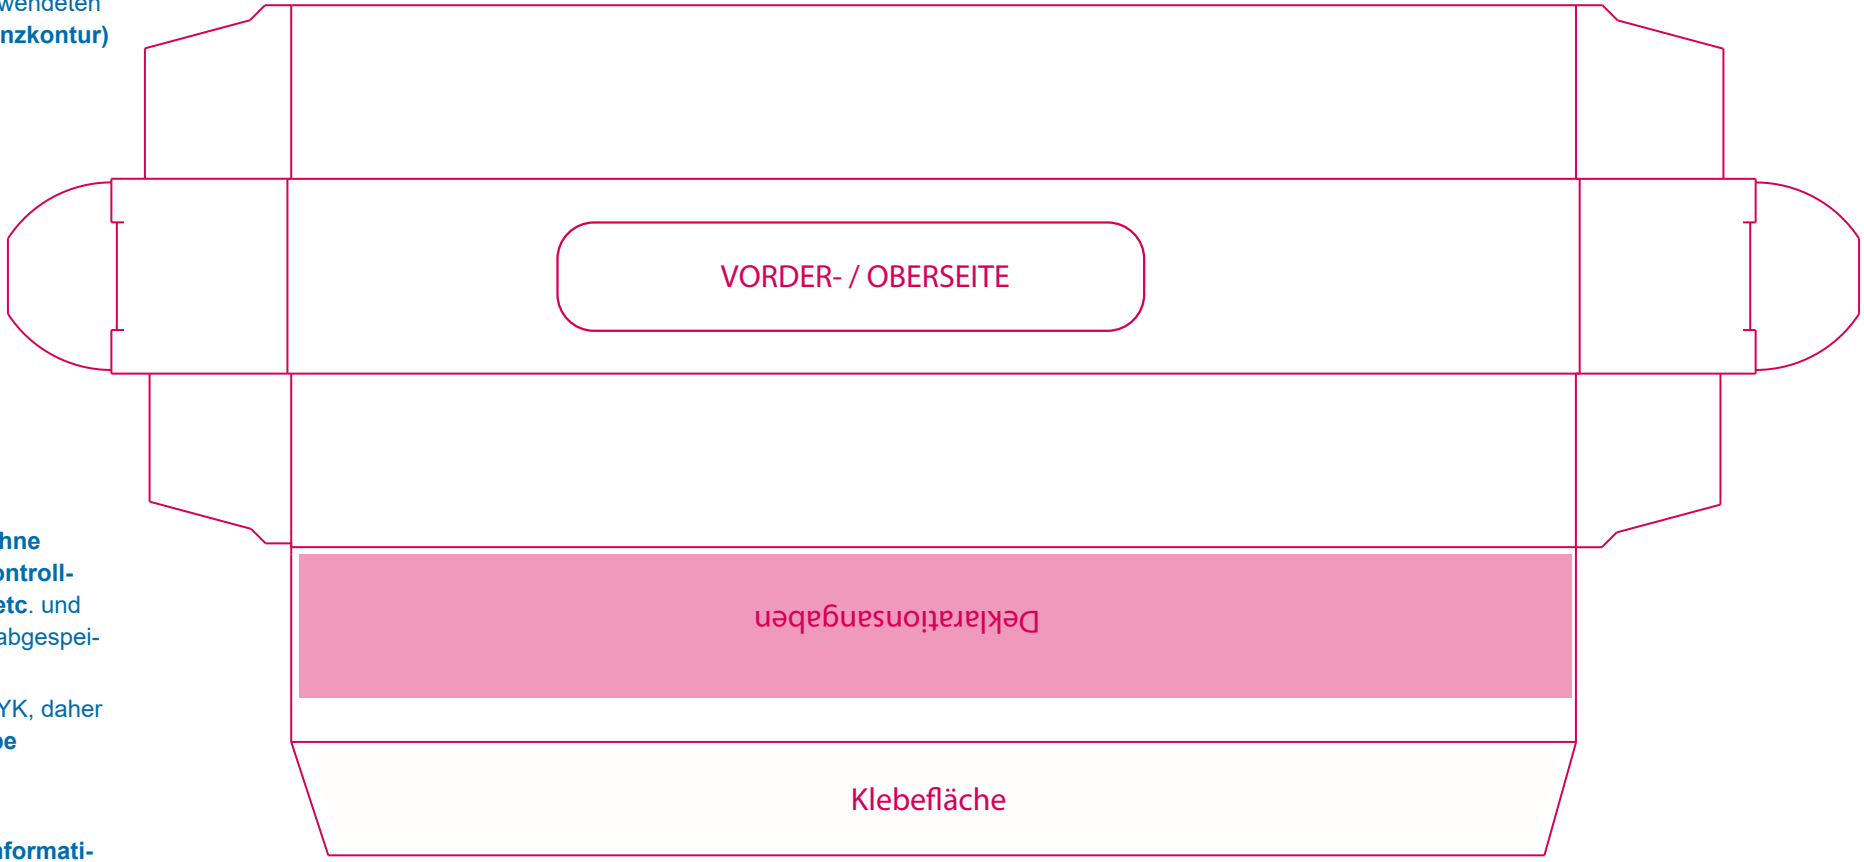 wendeten
nzkontur)
VORDER- / OBERSEITE
hne
ontroll-
etc. und
abgespei-
Deklarationsangaben
YK, daher
be
Klebefläche
nformati-